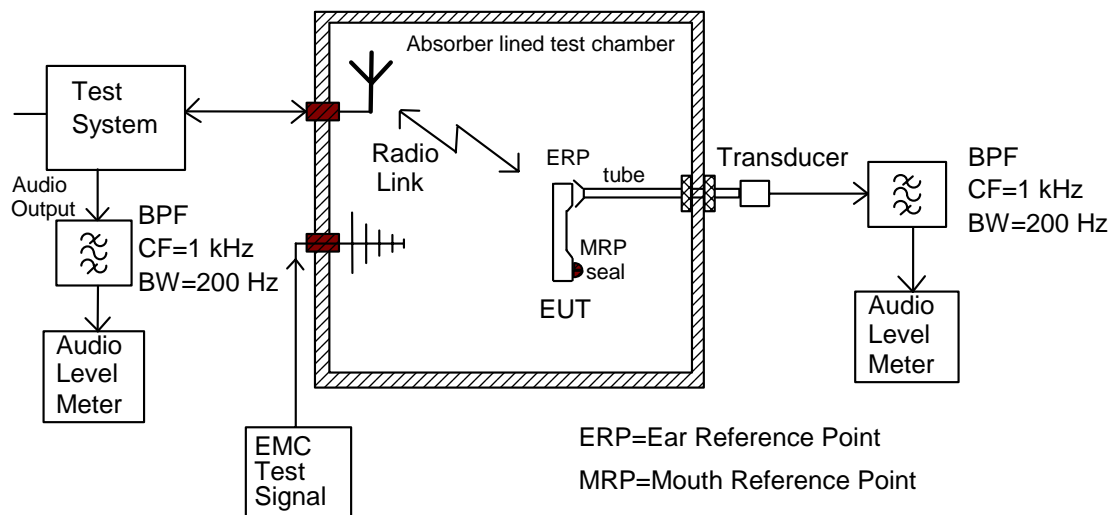 Absorber lined test chamber
Test
System
Radio
Link
ERP
tube
Transducer
BPF
CF=1 kHz
BW=200 Hz
Audio
Output
BPF
CF=1 kHz
BW=200 Hz
MRP
seal
EUT
Audio
Level
Meter
Audio
Level
Meter
EMC
Test
Signal
ERP=Ear Reference Point
MRP=Mouth Reference Point